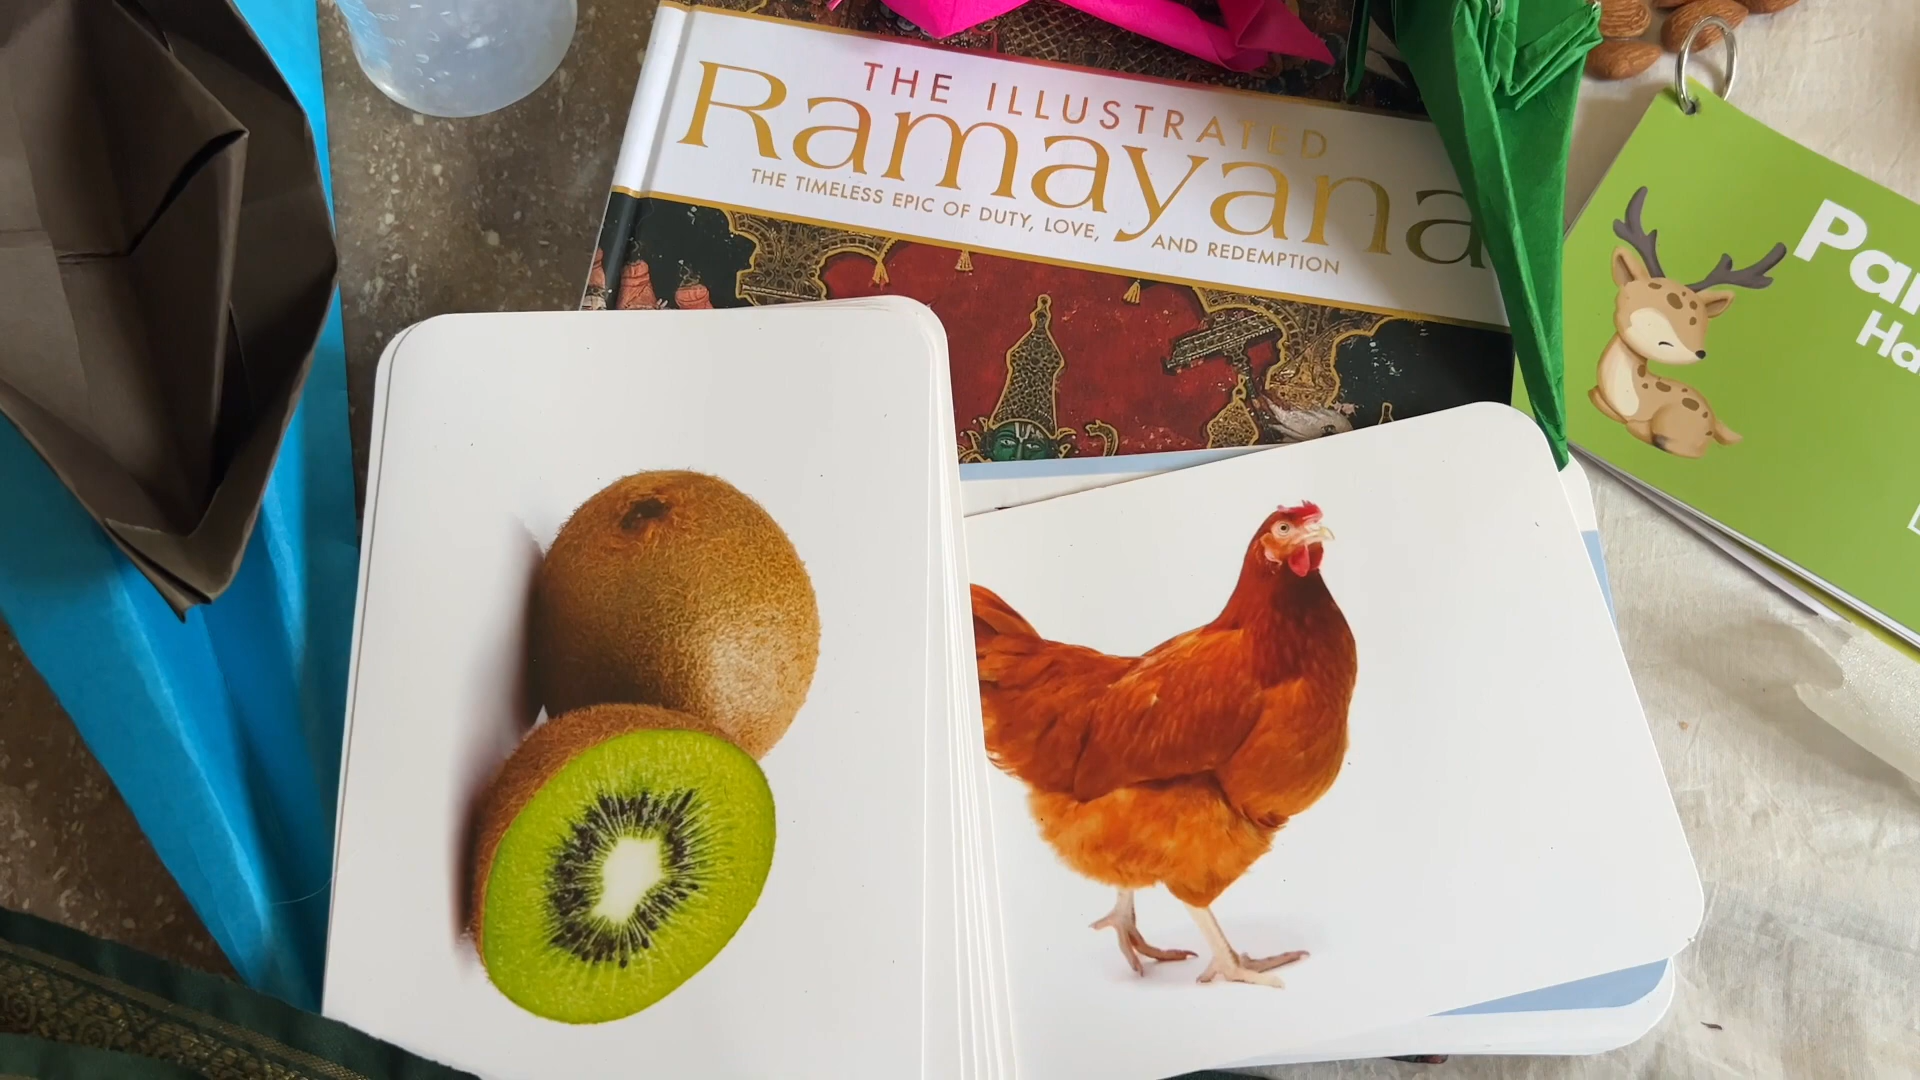 THE ILLUSTRATED
Ramayana
THE TIMELESS EPIC OF DUTY, LOVE, AND REDEMPTION